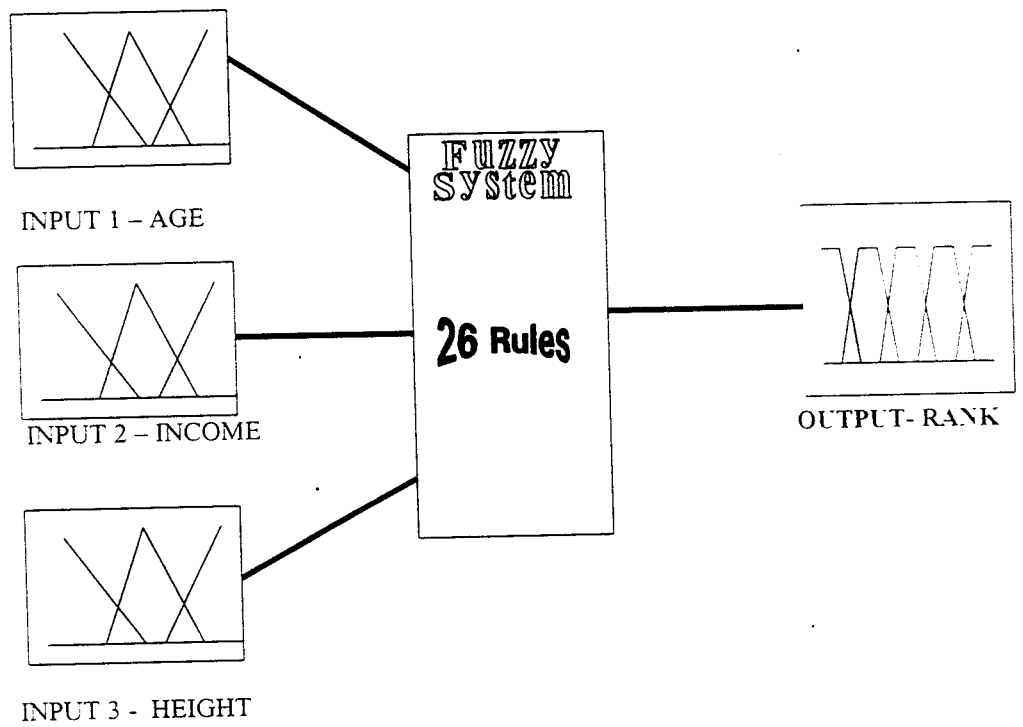 INPUT 1 – AGE
Fuzzy
System
26 Rules
INPUT 2 – INCOME
OUTPUT- RANK
INPUT 3 - HEIGHT